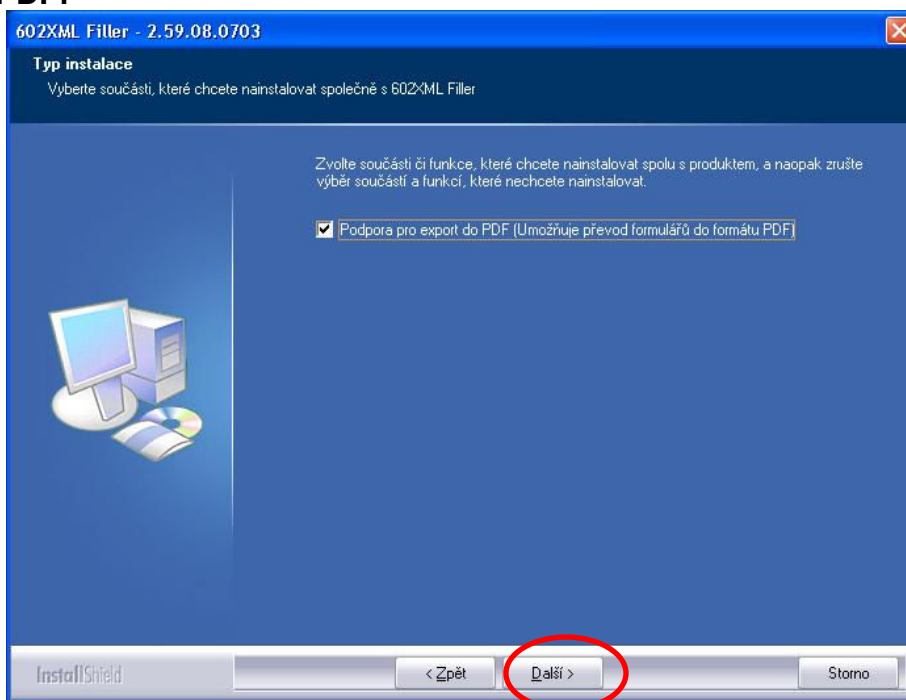 602XML Filler - 2.59.08.0703
Typ instalace
Vyberte součásti, které chcete nainstalovat společně s 602XML Filler
Zvolte součásti či funkce, které chcete nainstalovat spolu s produktem, a naopak zrušte
výběr součástí a funkcí, které nechcete nainstalovat.
Podpora pro export do PDF (Umožňuje převod formulářů do formátu PDF)
InstallShield
< Zpět
Další >
Storno